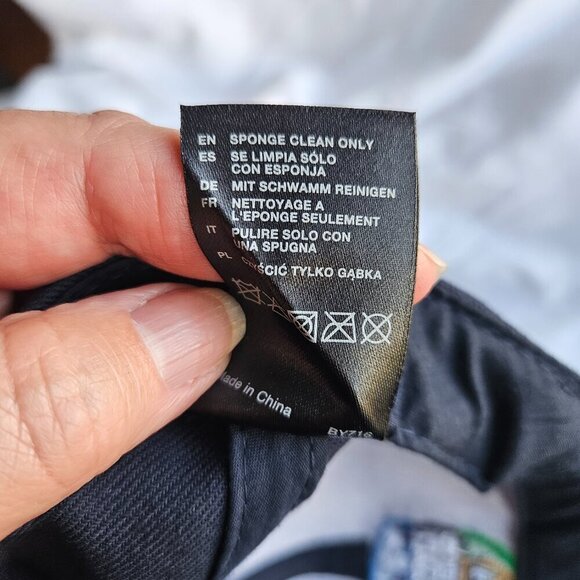 EN SPONGE CLEAN ONLY
ES SE LIMPIA SÓLO
CON ESPONJA
DE MIT SCHWAMM REINIGEN
FR NETTOYAGE A
L'EPONGE SEULEMENT
IT PULIRE SOLO CON
UNA SPUGNA
PL CZYŚCIĆ TYLKO GĄBKA
Made in China